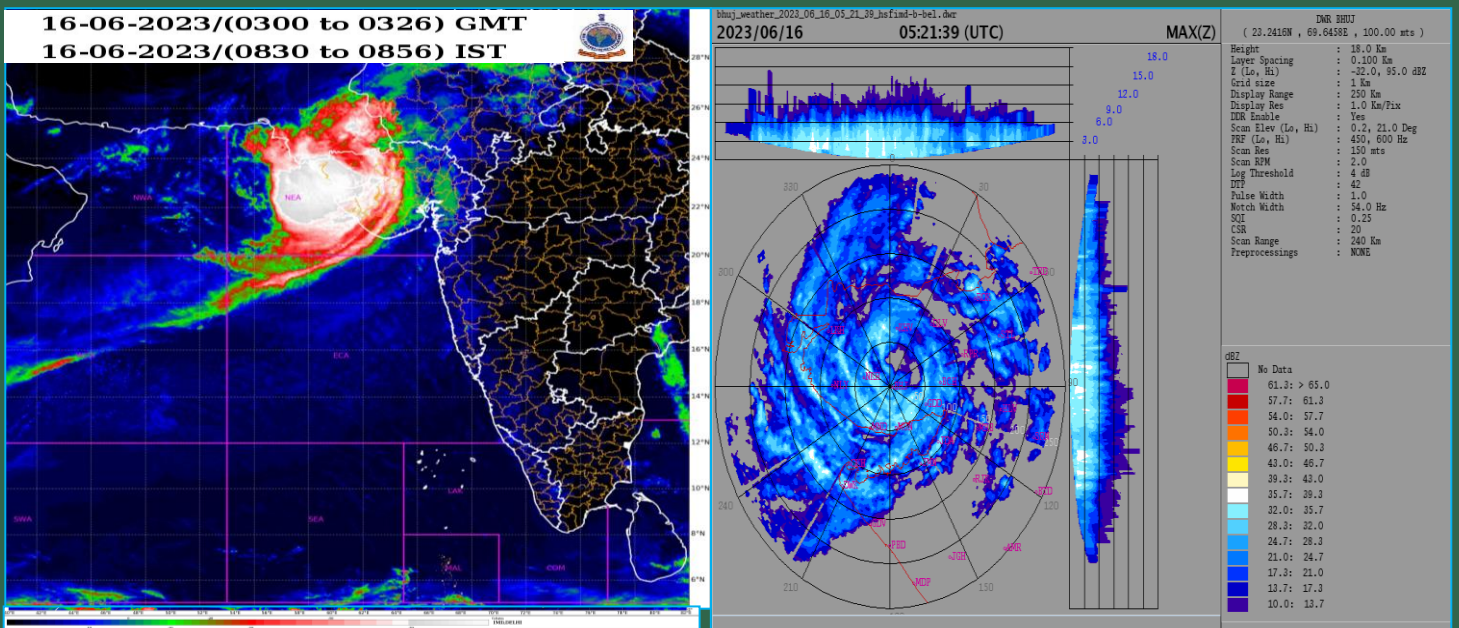 16-06-2023/(0300 to 0326) GMT
16-06-2023/(0830 to 0856) IST
28°N
26°N
24°N
22°N
20°N
18°N
16°N
14°N
12°N
10°N
8°N
6°N
NWA
NEA
ECA
SWA
SEA
LAK
MAL
COM
IMD,DELHI
bhuj_weather_2023_06_16_05_21_39_hsfimd-b-bel.dwr
2023/06/16 05:21:39 (UTC) MAX(Z)
18.0
15.0
12.0
9.0
6.0
3.0
0
330
30
300
90
240
120
210
150
PBD
JGH
AMR
MDP
DWR BHUJ
( 23.2416N , 69.6458E , 100.00 mts )
Height : 18.0 Km
Layer Spacing : 0.100 Km
Z (Lo, Hi) : -32.0, 95.0 dBZ
Grid size : 1 Km
Display Range : 250 Km
Display Res : 1.0 Km/Pix
DDR Enable : Yes
Scan Elev (Lo, Hi) : 0.2, 21.0 Deg
PRF (Lo, Hi) : 450, 600 Hz
Scan Res : 150 mts
Scan RPM : 2.0
Log Threshold : 4 dB
DTP : 42
Pulse Width : 1.0
Notch Width : 54.0 Hz
SQI : 0.25
CSR : 20
Scan Range : 240 Km
Preprocessings : NONE
dBZ
No Data
61.3: > 65.0
57.7: 61.3
54.0: 57.7
50.3: 54.0
46.7: 50.3
43.0: 46.7
39.3: 43.0
35.7: 39.3
32.0: 35.7
28.3: 32.0
24.7: 28.3
21.0: 24.7
17.3: 21.0
13.7: 17.3
10.0: 13.7